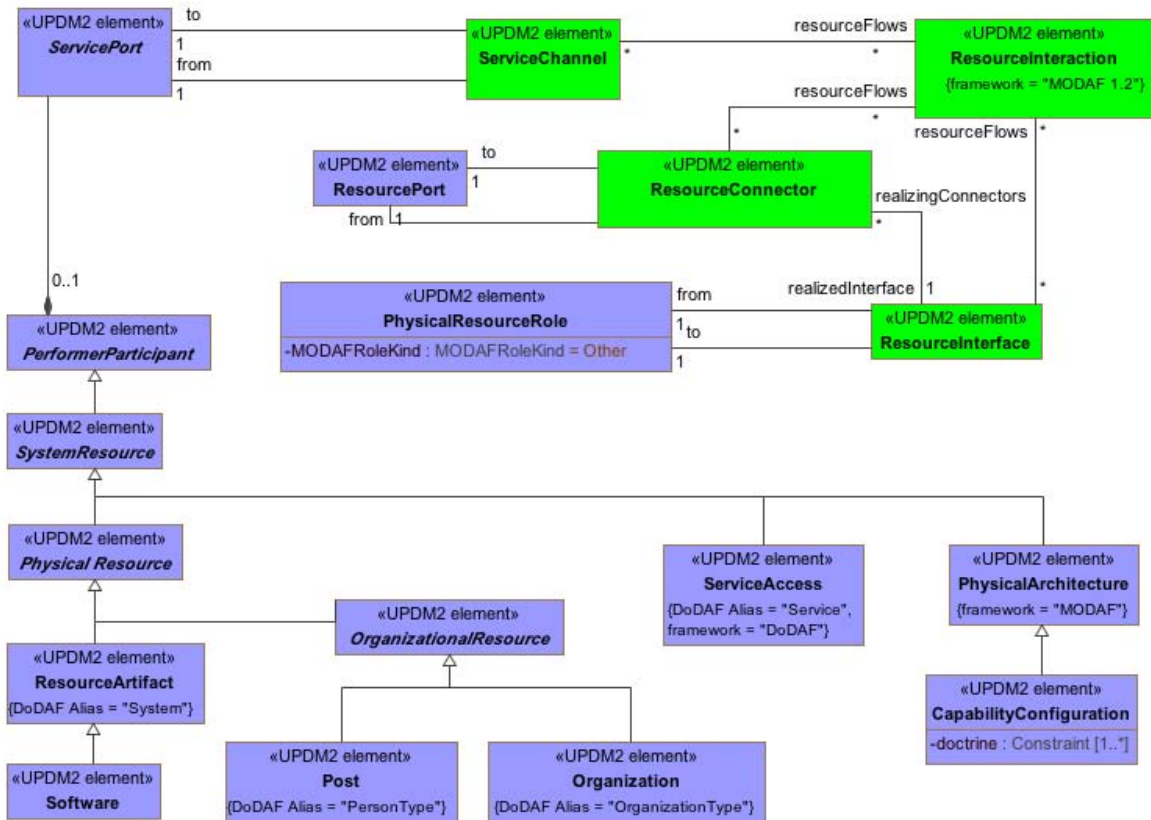 «UPDM2 element»
ServicePort
to
1
from
1
«UPDM2 element»
ServiceChannel
resourceFlows
*
*
«UPDM2 element»
ResourceInteraction
{framework = "MODAF 1.2"}
resourceFlows
*
*
resourceFlows
*
«UPDM2 element»
ResourcePort
to
1
from
1
«UPDM2 element»
ResourceConnector
realizingConnectors
*
0..1
«UPDM2 element»
PhysicalResourceRole
-MODAFRoleKind : MODAFRoleKind = Other
from
1
to
1
realizedInterface
1
*
«UPDM2 element»
ResourceInterface
«UPDM2 element»
PerformerParticipant
«UPDM2 element»
SystemResource
«UPDM2 element»
Physical Resource
«UPDM2 element»
ServiceAccess
{DoDAF Alias = "Service",
framework = "DoDAF"}
«UPDM2 element»
PhysicalArchitecture
{framework = "MODAF"}
«UPDM2 element»
OrganizationalResource
«UPDM2 element»
ResourceArtifact
{DoDAF Alias = "System"}
«UPDM2 element»
CapabilityConfiguration
-doctrine : Constraint [1..*]
«UPDM2 element»
Software
«UPDM2 element»
Post
{DoDAF Alias = "PersonType"}
«UPDM2 element»
Organization
{DoDAF Alias = "OrganizationType"}